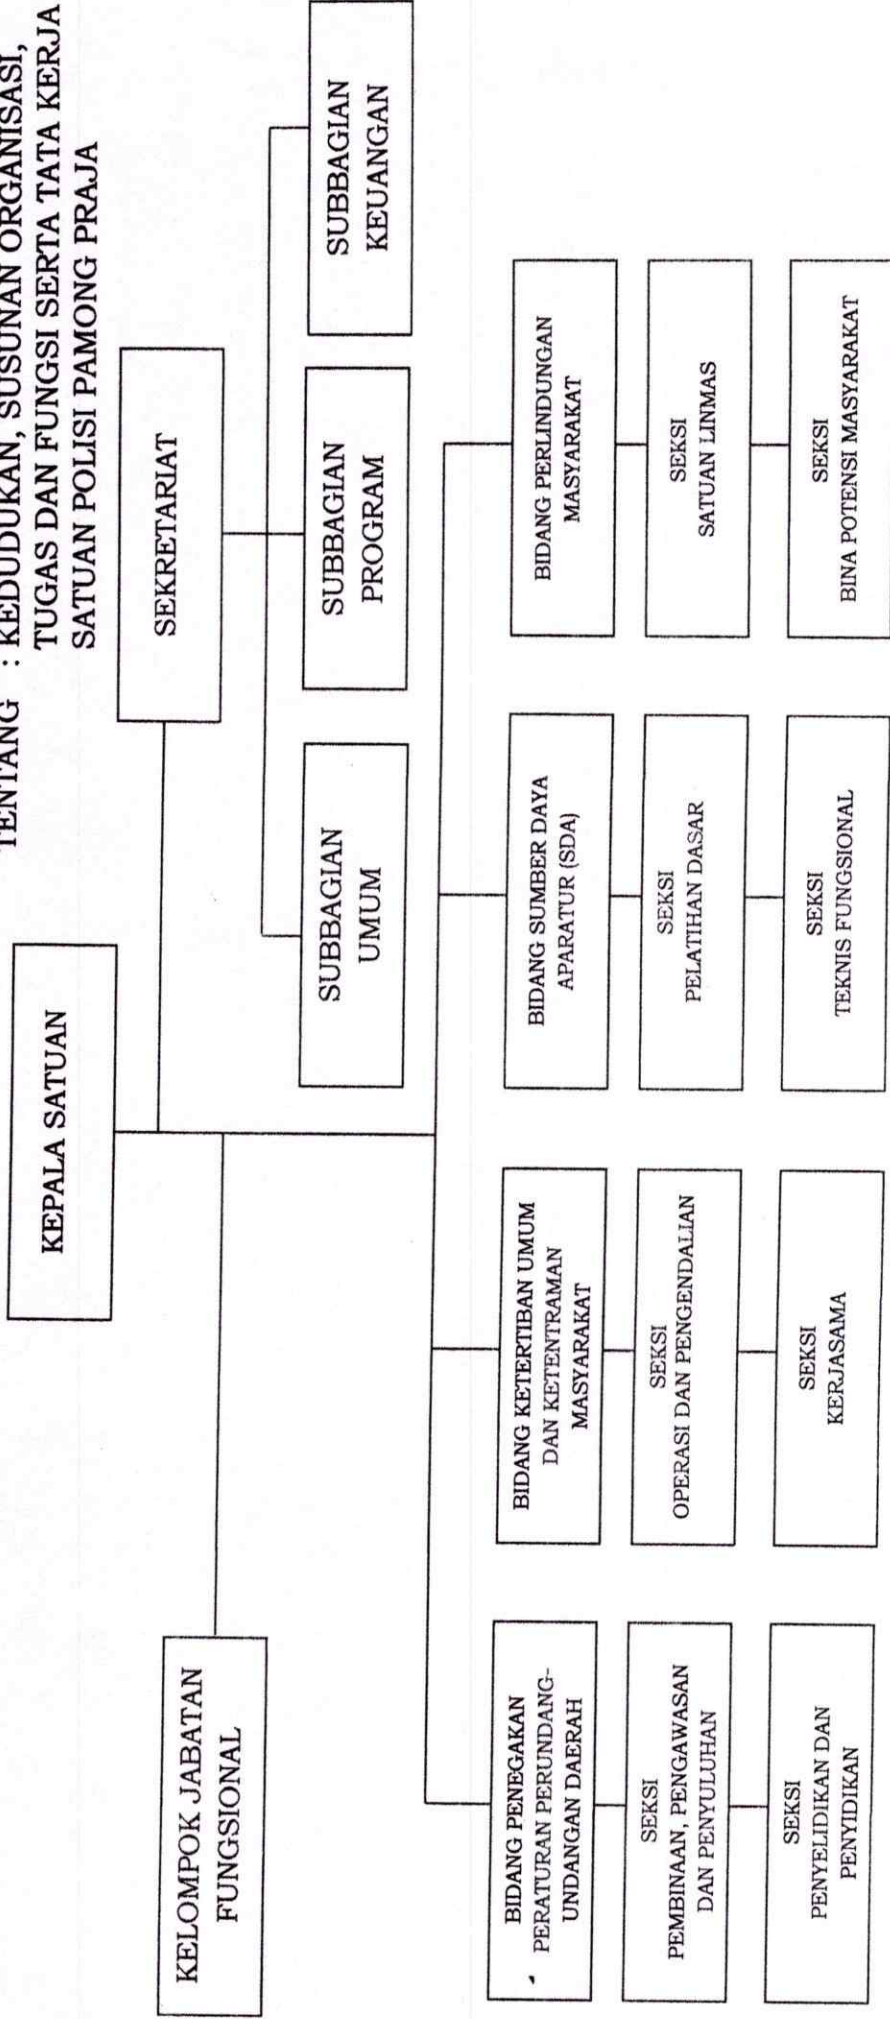 TENTANG : KEDUDUKAN, SUSUNAN ORGANISASI,
TUGAS DAN FUNGSI SERTA TATA KERJA
SATUAN POLISI PAMONG PRAJA
KEPALA SATUAN
SEKRETARIAT
KELOMPOK JABATAN
FUNGSIONAL
SUBBAGIAN
UMUM
SUBBAGIAN
PROGRAM
SUBBAGIAN
KEUANGAN
BIDANG PENEGAKAN
PERATURAN PERUNDANG-
UNDANGAN DAERAH
SEKSI
PEMBINAAN, PENGAWASAN
DAN PENYULUHAN
SEKSI
PENYELIDIKAN DAN
PENYIDIKAN
BIDANG KETERTIBAN UMUM
DAN KETENTRAMAN
MASYARAKAT
SEKSI
OPERASI DAN PENGENDALIAN
SEKSI
KERJASAMA
BIDANG SUMBER DAYA
APARATUR (SDA)
SEKSI
PELATIHAN DASAR
SEKSI
TEKNIS FUNGSIONAL
BIDANG PERLINDUNGAN
MASYARAKAT
SEKSI
SATUAN LINMAS
SEKSI
BINA POTENSI MASYARAKAT